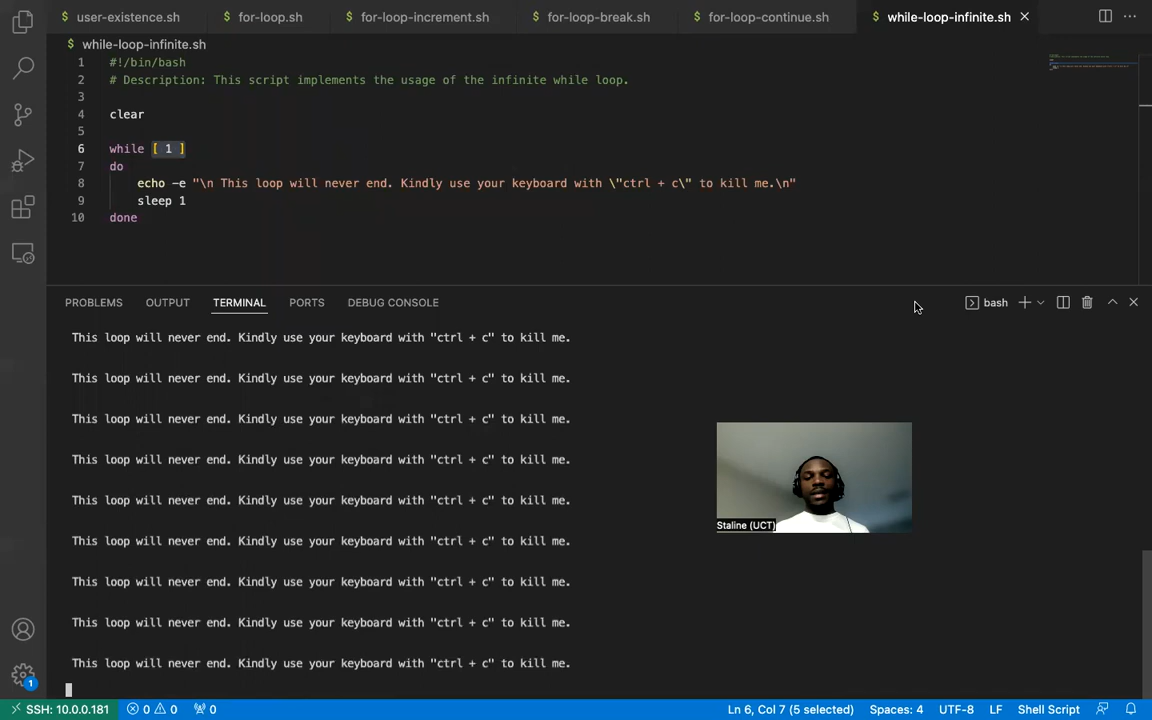 $ user-existence.sh $ for-loop.sh $ for-loop-increment.sh $ for-loop-break.sh $ for-loop-continue.sh $ while-loop-infinite.sh
$ while-loop-infinite.sh
1 #!/bin/bash
2 # Description: This script implements the usage of the infinite while loop.
3
4 clear
5
6 while [ 1 ]
7 do
8 echo -e "\n This loop will never end. Kindly use your keyboard with \"ctrl + c\" to kill me.\n"
9 sleep 1
10 done
PROBLEMS OUTPUT TERMINAL PORTS DEBUG CONSOLE bash
This loop will never end. Kindly use your keyboard with "ctrl + c" to kill me.
This loop will never end. Kindly use your keyboard with "ctrl + c" to kill me.
This loop will never end. Kindly use your keyboard with "ctrl + c" to kill me.
This loop will never end. Kindly use your keyboard with "ctrl + c" to kill me.
This loop will never end. Kindly use your keyboard with "ctrl + c" to kill me.
Staline (UCT)
This loop will never end. Kindly use your keyboard with "ctrl + c" to kill me.
This loop will never end. Kindly use your keyboard with "ctrl + c" to kill me.
This loop will never end. Kindly use your keyboard with "ctrl + c" to kill me.
This loop will never end. Kindly use your keyboard with "ctrl + c" to kill me.
1
SSH: 10.0.0.181 0 0 0 Ln 6, Col 7 (5 selected) Spaces: 4 UTF-8 LF Shell Script